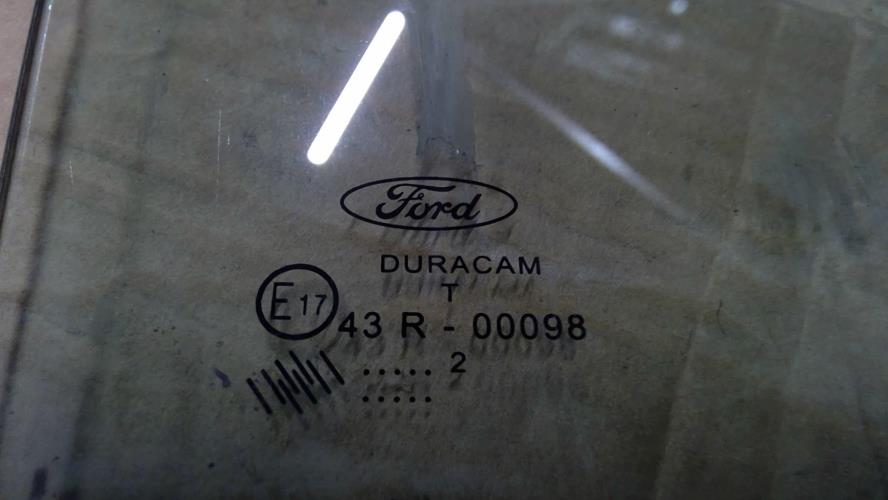 Ford
DURACAM
T
E17
43 R - 00098
..... 2
.....